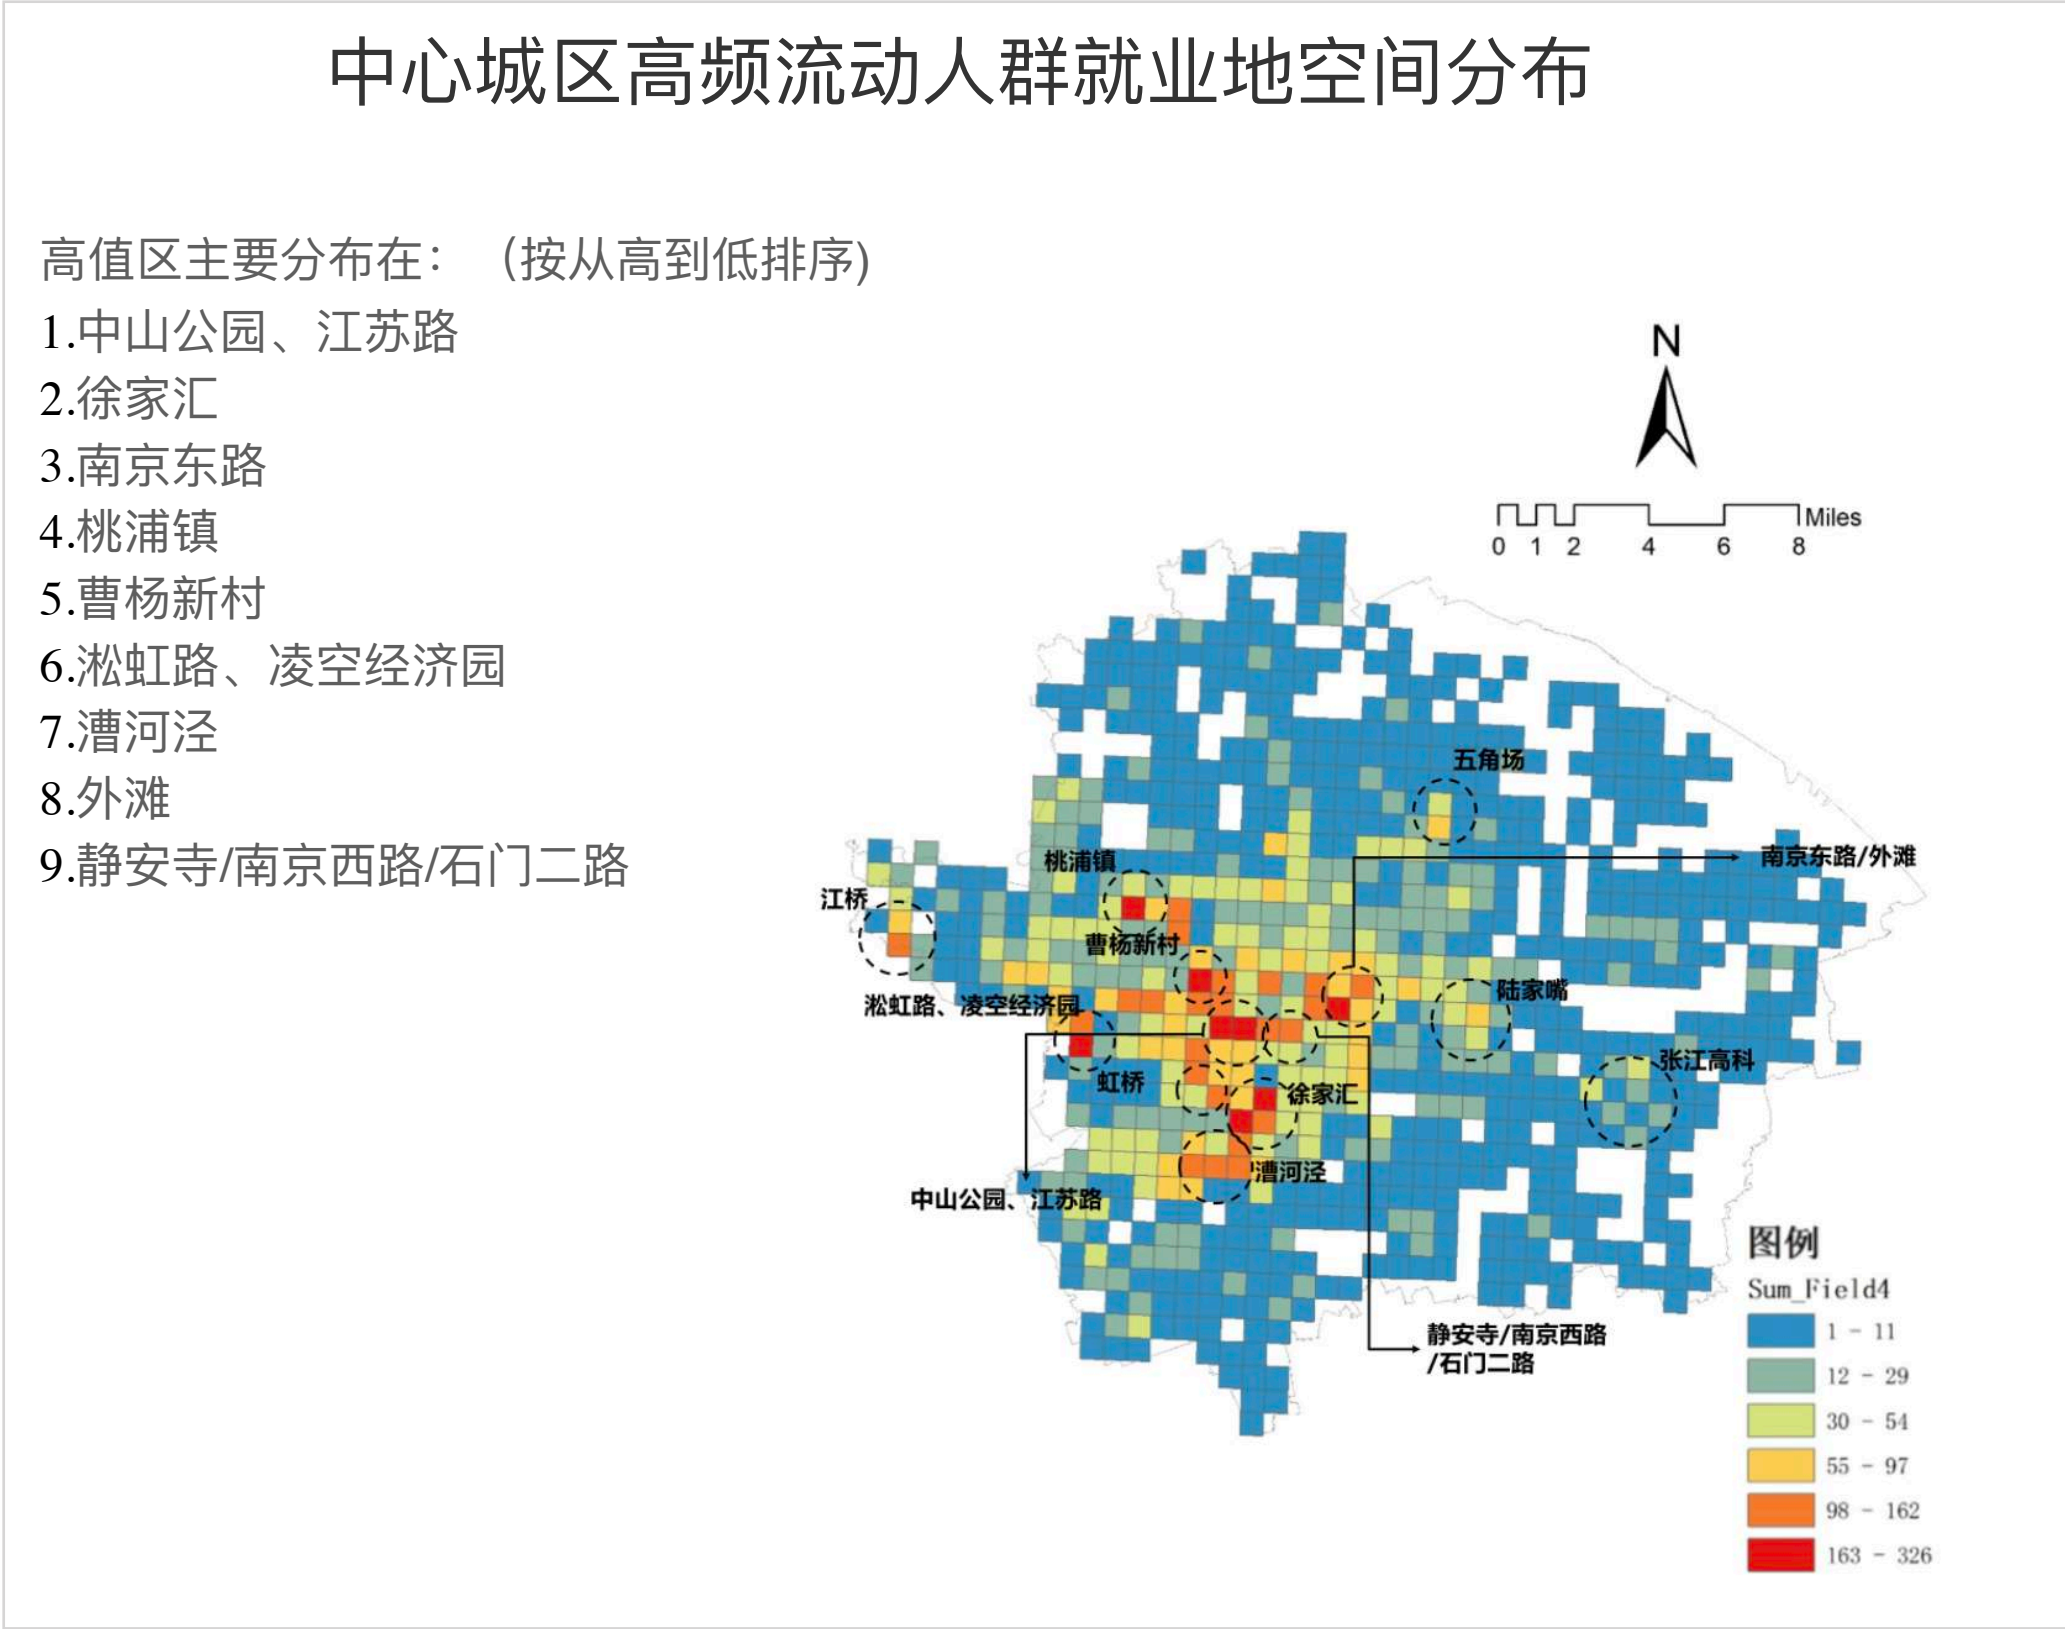 中心城区高频流动人群就业地空间分布
高值区主要分布在：（按从高到低排序)
1.中山公园、江苏路
2.徐家汇
3.南京东路
4.桃浦镇
5.曹杨新村
6.淞虹路、凌空经济园
7.漕河泾
8.外滩
9.静安寺/南京西路/石门二路
N
Miles
0 1 2 4 6 8
五角场
南京东路/外滩
桃浦镇
江桥
曹杨新村
陆家嘴
淞虹路、凌空经济园
张江高科
虹桥
徐家汇
漕河泾
中山公园、江苏路
静安寺/南京西路
/石门二路
图例
Sum_Field4
1 - 11
12 - 29
30 - 54
55 - 97
98 - 162
163 - 326